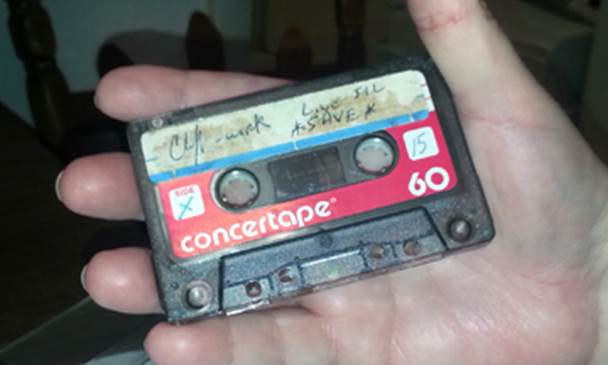 LIVE
*SAVE*
SIDE
X
15
60
concertape®